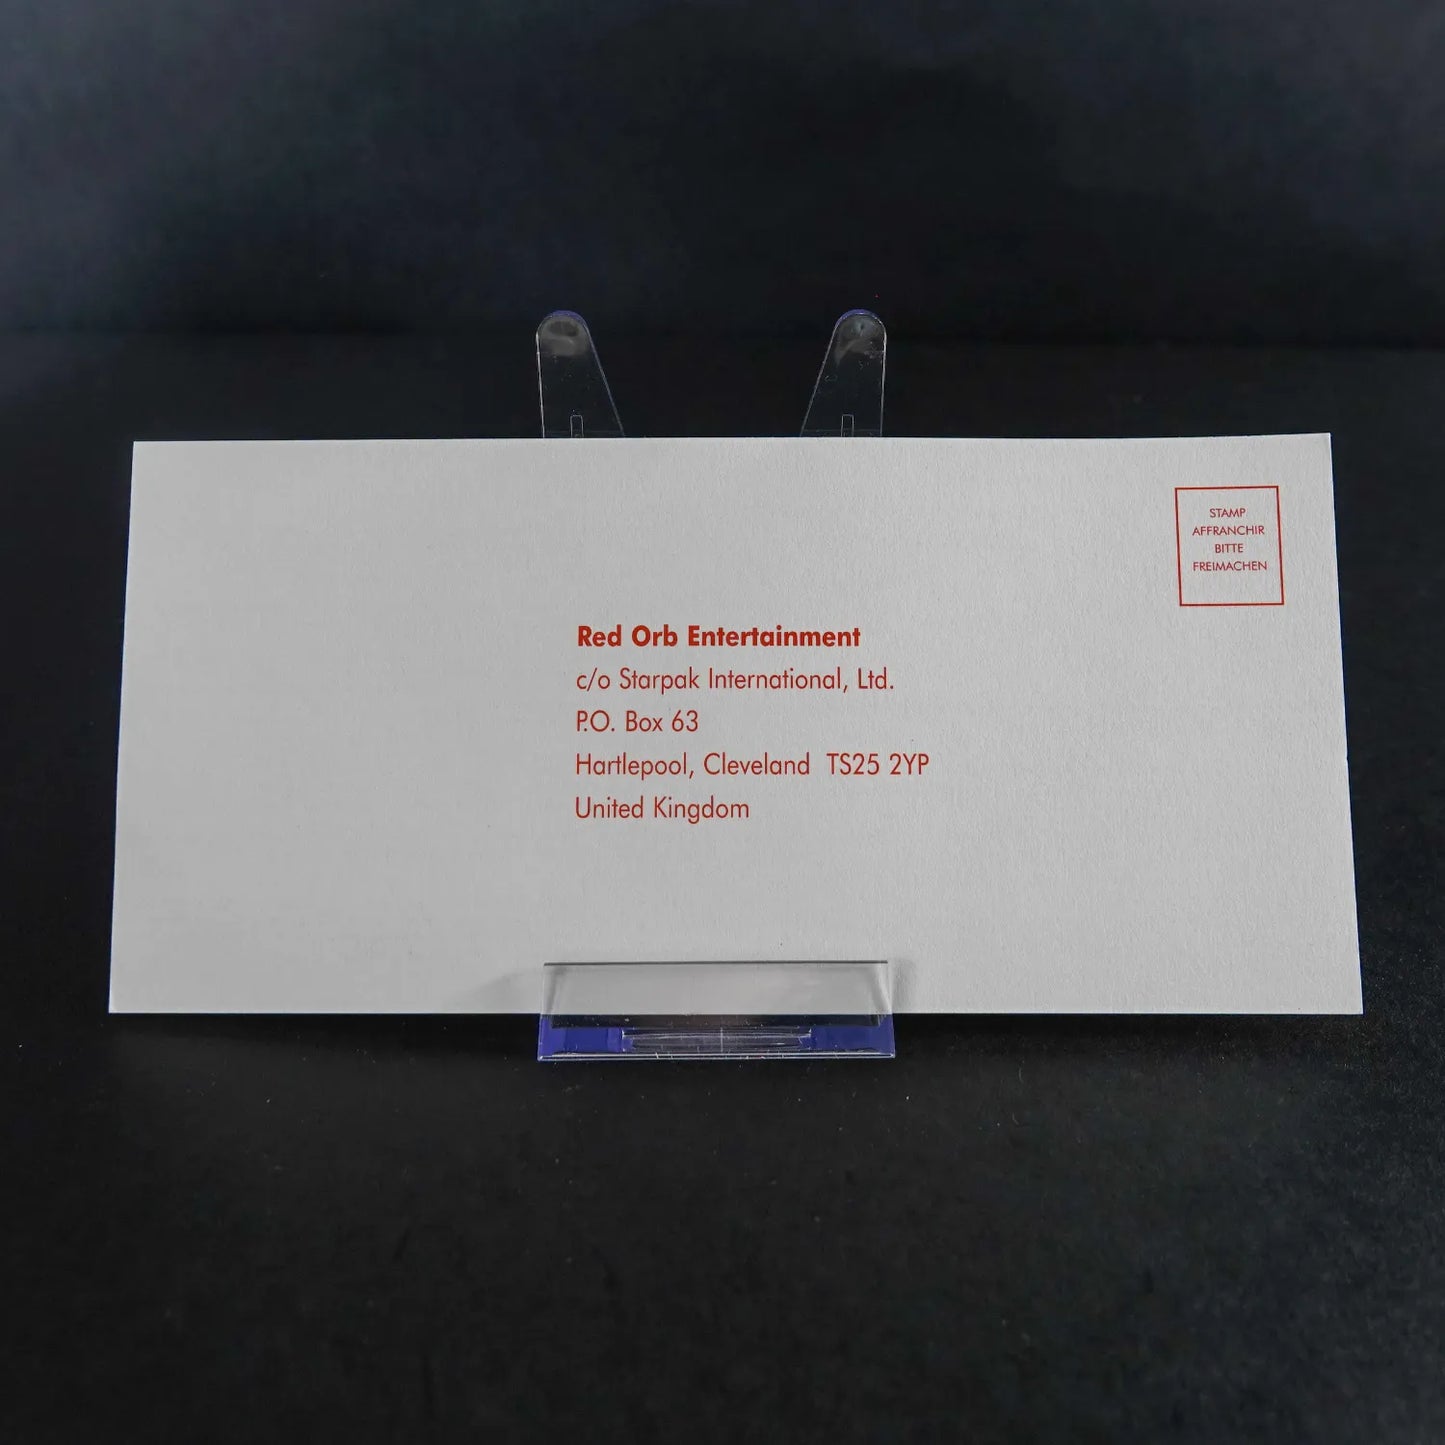 STAMP
AFFRANCHIR
BITTE
FREIMACHEN
Red Orb Entertainment
c/o Starpak International, Ltd.
P.O. Box 63
Hartlepool, Cleveland  TS25 2YP
United Kingdom